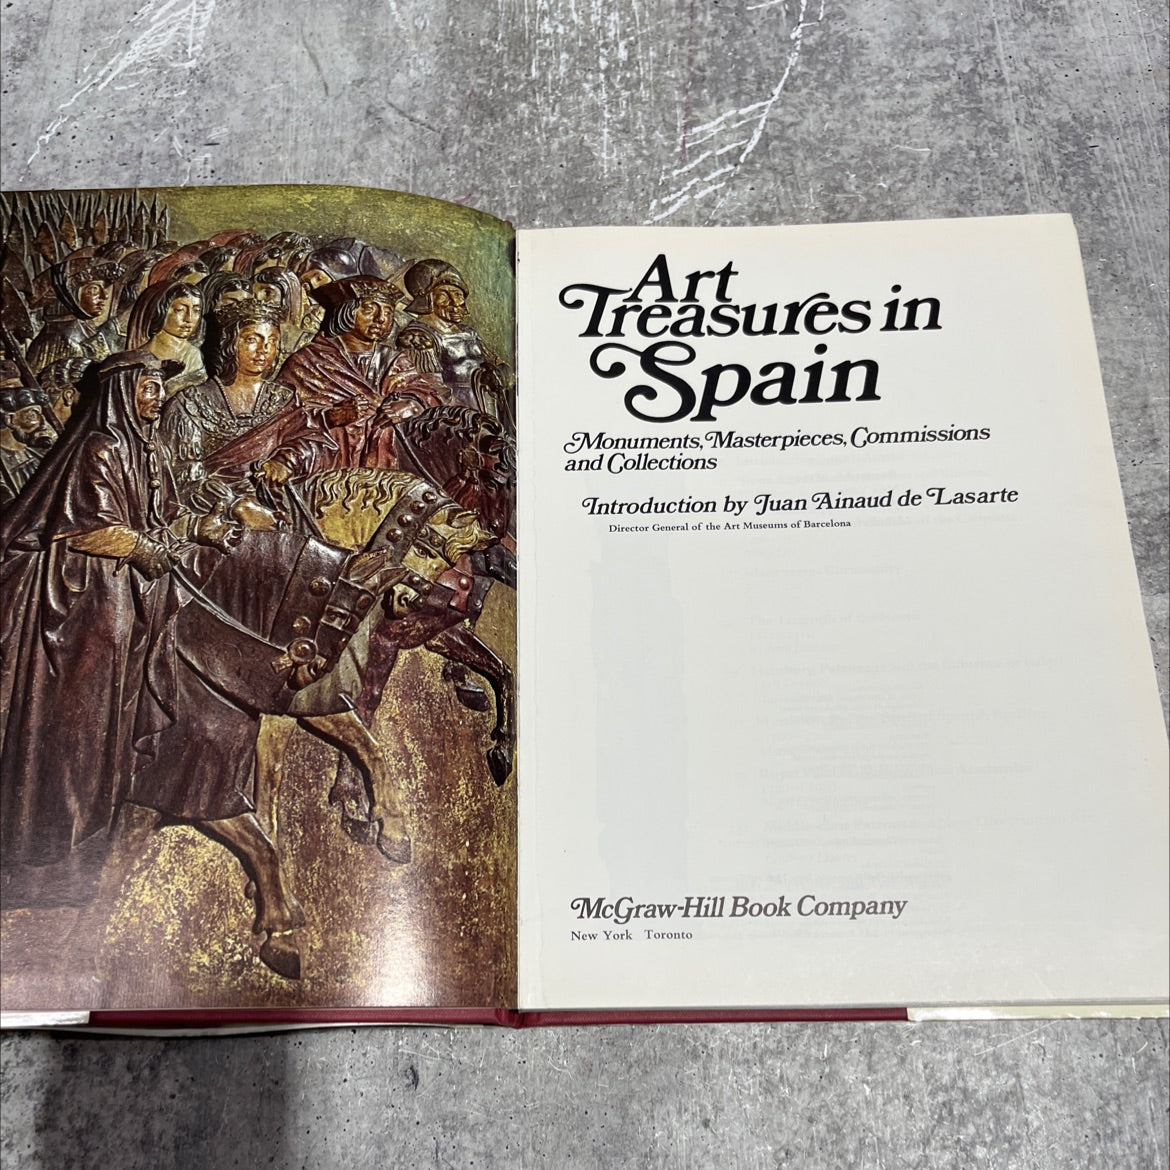 Art
Treasures in
Spain
Monuments, Masterpieces, Commissions
and Collections
Introduction by Juan Ainaud de Lasarte
Director General of the Art Museums of Barcelona
McGraw-Hill Book Company
New York Toronto